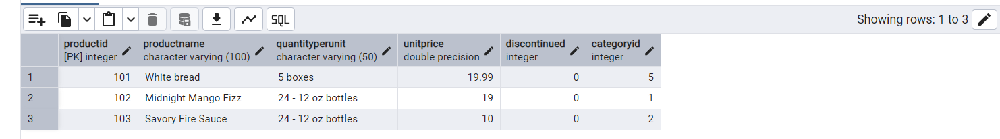 SQL
Showing rows: 1 to 3
productid productname quantityperunit unitprice discontinued categoryid
[PK] integer character varying (100) character varying (50) double precision integer integer
1 101 White bread 5 boxes 19.99 0 5
2 102 Midnight Mango Fizz 24 - 12 oz bottles 19 0 1
3 103 Savory Fire Sauce 24 - 12 oz bottles 10 0 2